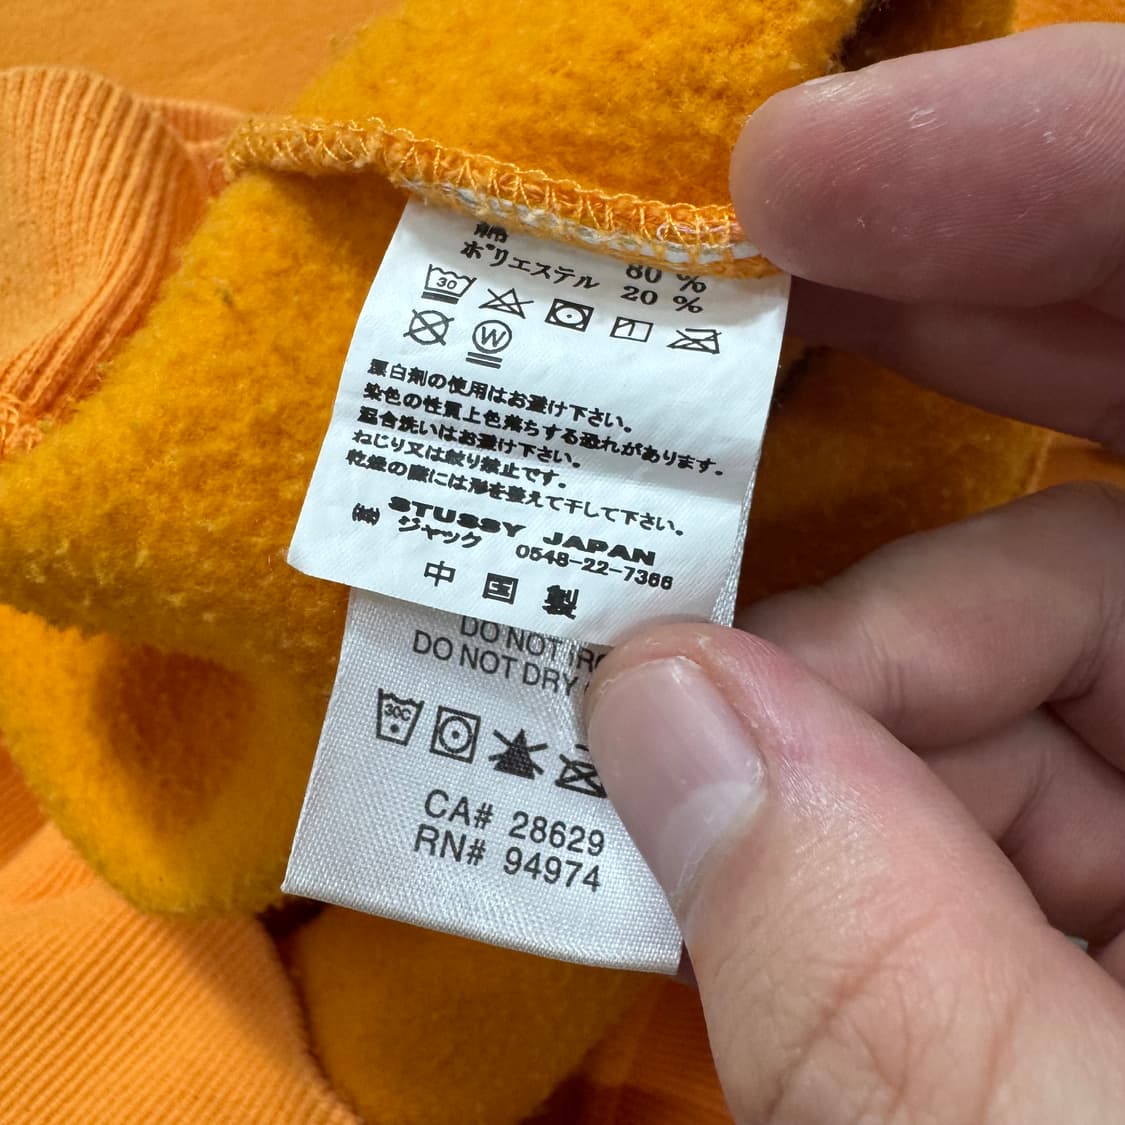 綿 80 %
ポリエステル 20 %
30
W
漂白剤の使用はお避け下さい。
染色の性質上色落ちする恐れがあります。
混合洗いはお避け下さい。
ねじり又は絞り禁止です。
乾燥の際には形を整えて干して下さい。
STUSSY JAPAN
㈱ ジャック 0548-22-7366
中国製
DO NOT
DO NOT DRY
30C
CA# 28629
RN# 94974